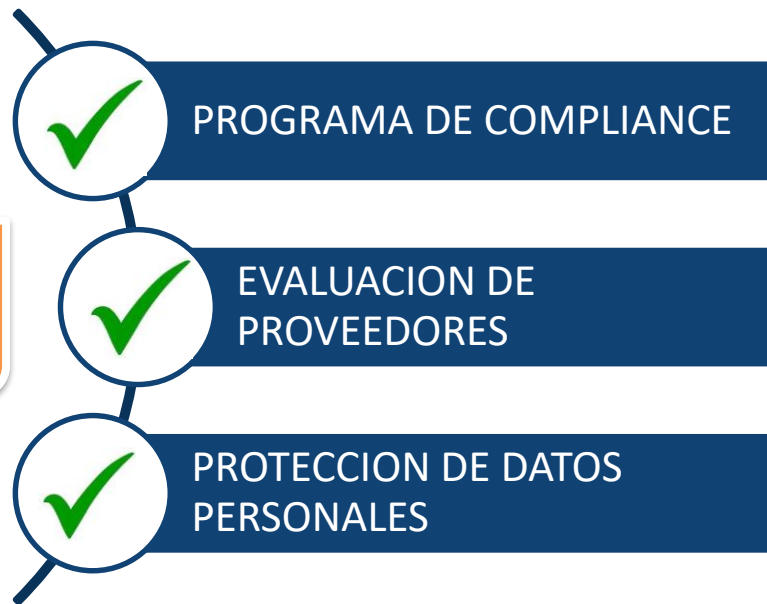 PROGRAMA DE COMPLIANCE
EVALUACION DE
PROVEEDORES
PROTECCION DE DATOS
PERSONALES